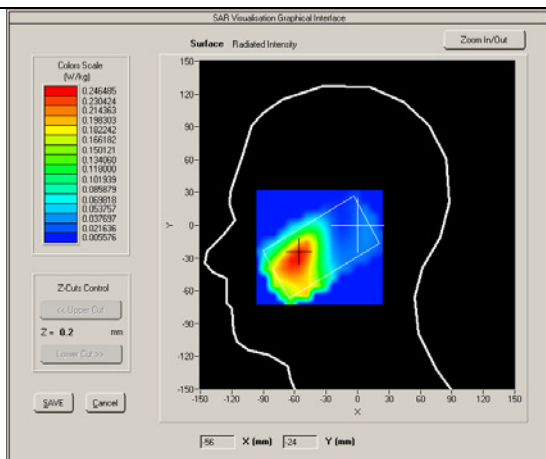 SAR Visualisation Graphical Interface
Surface Radiated Intensity
Zoom In/Out
Colors Scale
(W/kg)
0.246485
0.230424
0.214363
0.198303
0.182242
0.166182
0.150121
0.134060
0.118000
0.101939
0.085879
0.069818
0.053757
0.037697
0.021636
0.005576
Z-Cuts Control
<< Upper Cut
Z = 0.2 mm
Lower Cut >>
SAVE Cancel
150
120
90
60
30
0
-30
-60
-90
-120
-150
Y
-150 -120 -90 -60 -30 0 30 60 90 120 150
X
-56 X (mm) -24 Y (mm)